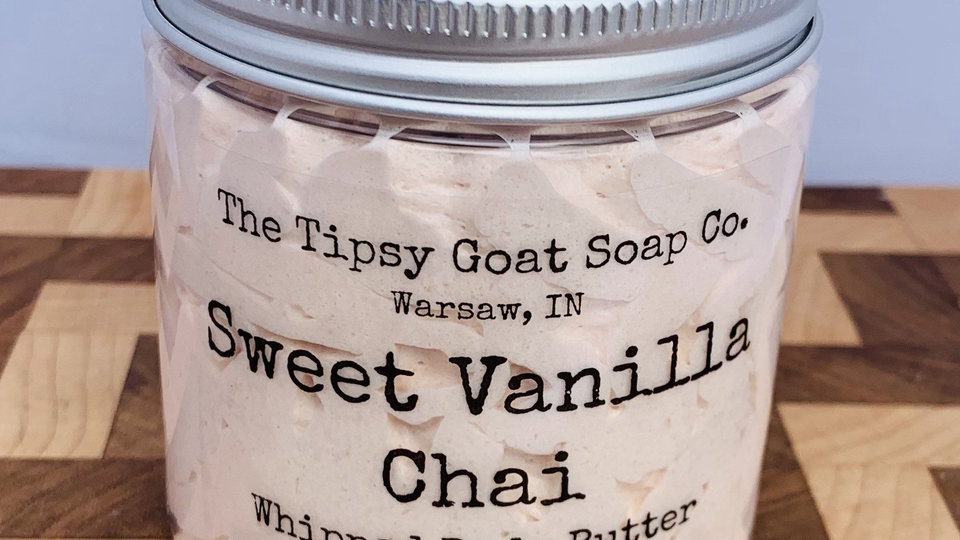 The Tipsy Goat Soap Co.
Warsaw, IN
Sweet Vanilla
Chai
Whipped Body Butter